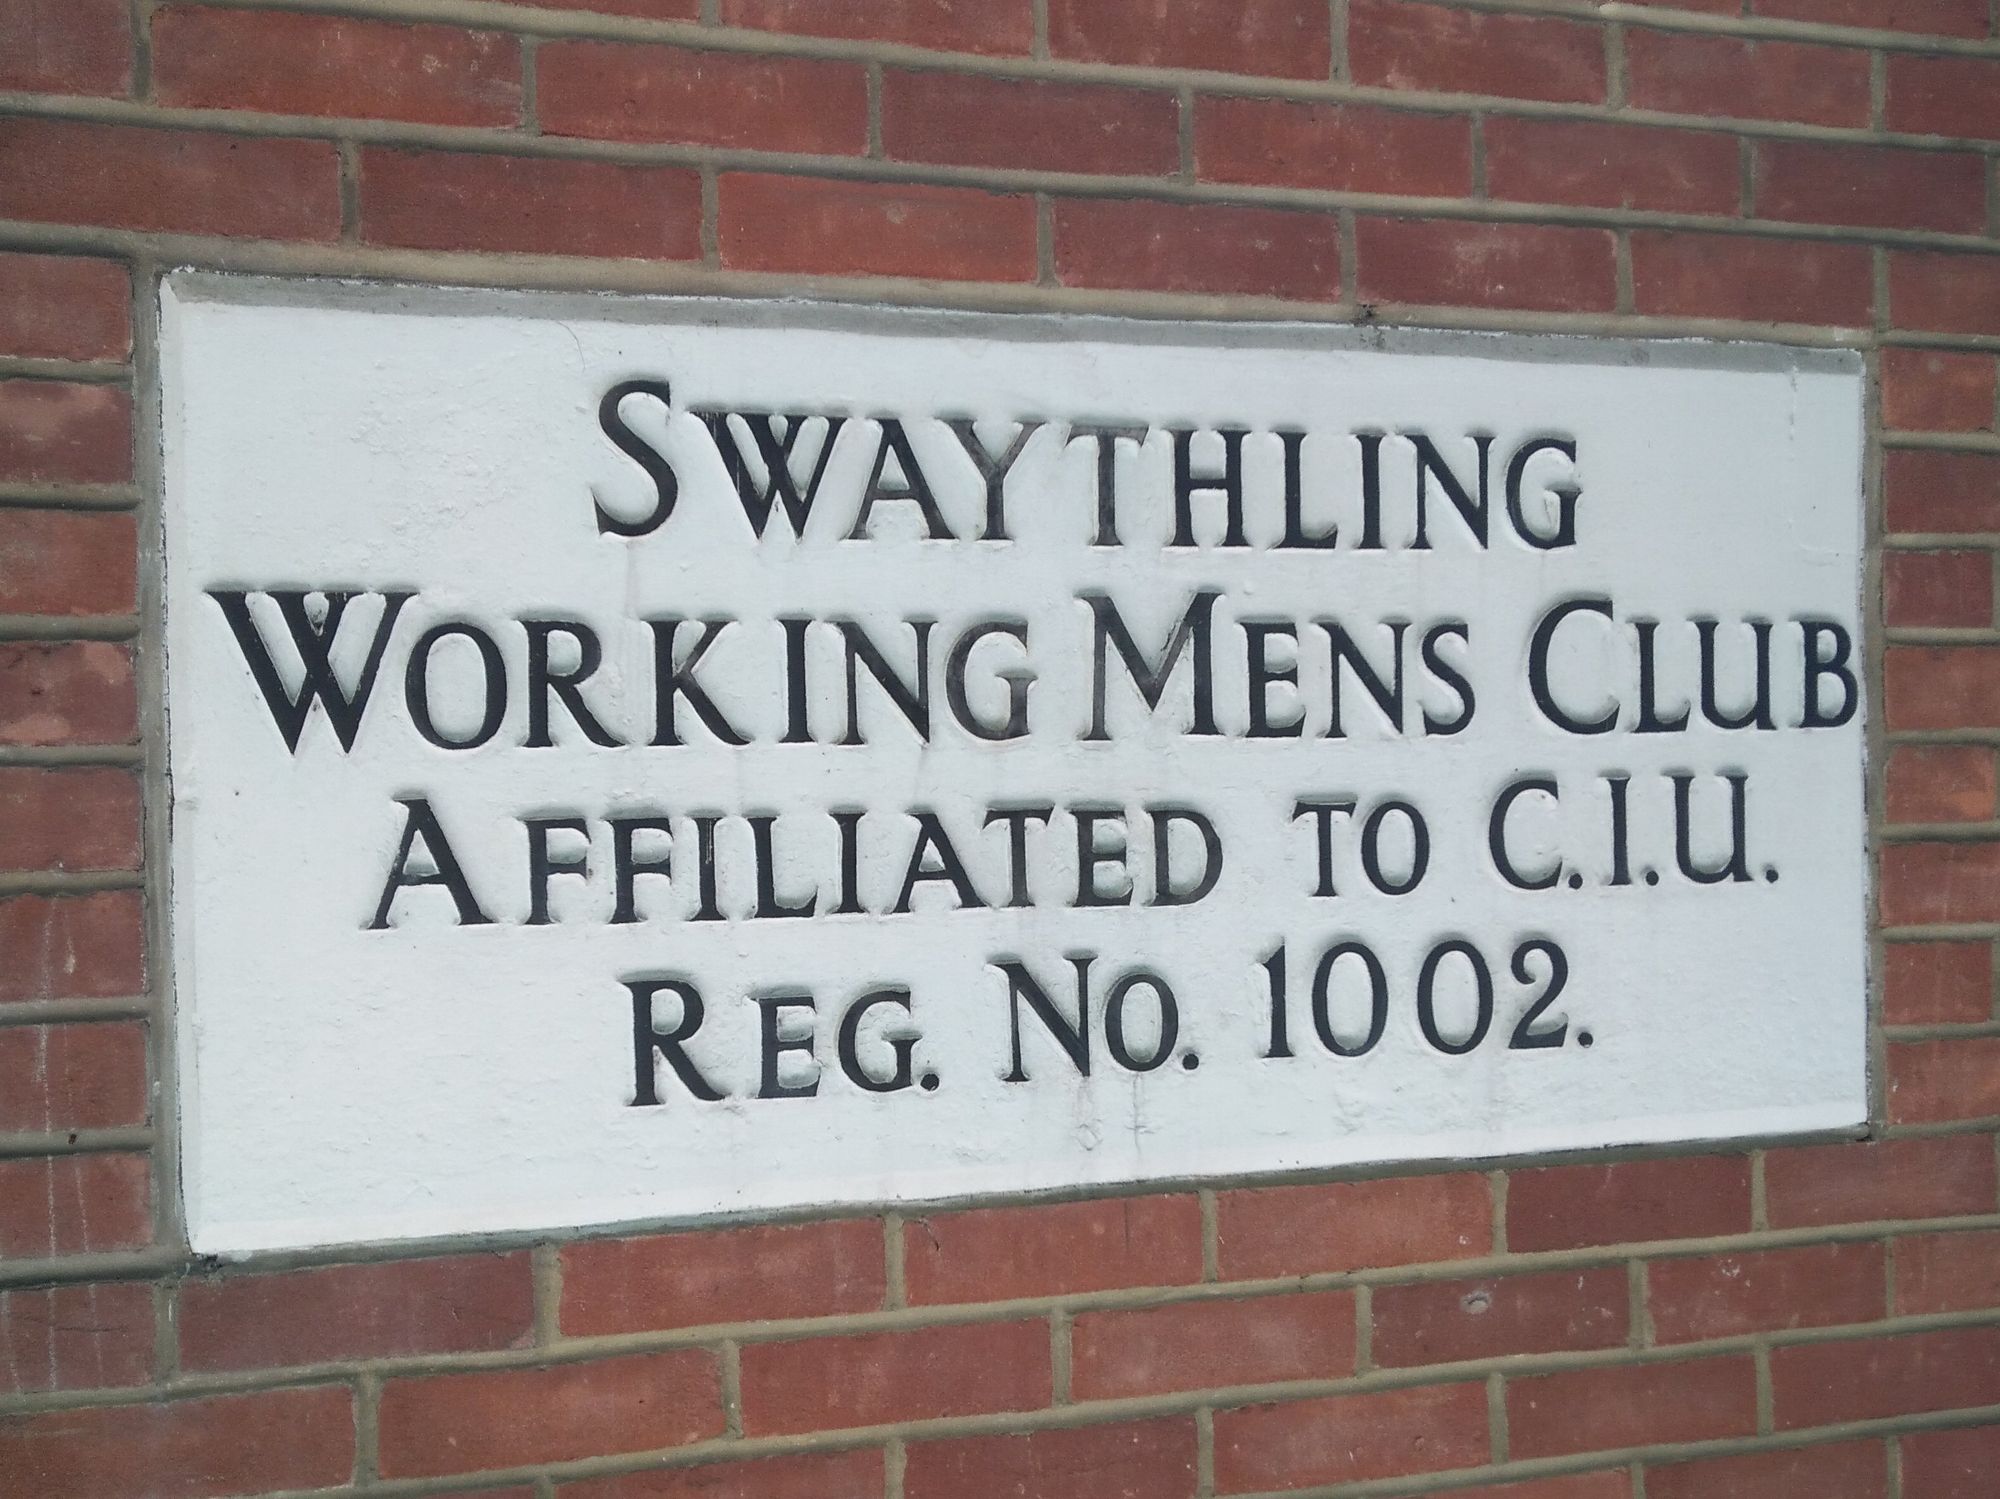 SWAYTHLING
WORKING MENS CLUB
AFFILIATED TO C.I.U.
REG. NO. 1002.